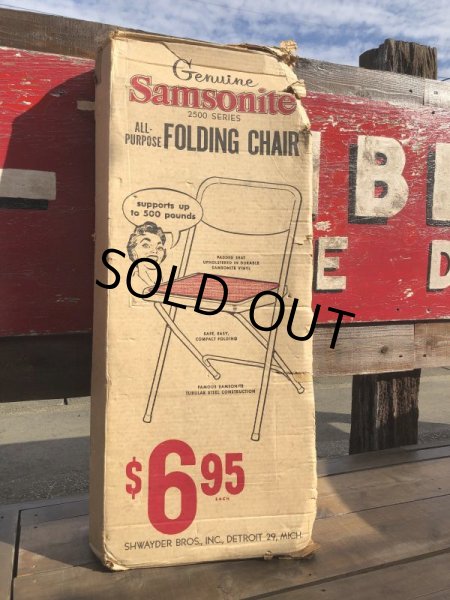 Genuine
Samsonite
2500 SERIES
ALL-
PURPOSE FOLDING CHAIR
supports up
to 500 pounds
PADDED SEAT
UPHOLSTERED IN DURABLE
SAMSONITE VINYL
SOLD OUT
SAFE, EASY,
COMPACT FOLDING
FAMOUS SAMSONITE
TUBULAR STEEL CONSTRUCTION
$6.95
EACH
SHWAYDER BROS., INC., DETROIT 29, MICH.
B
E D